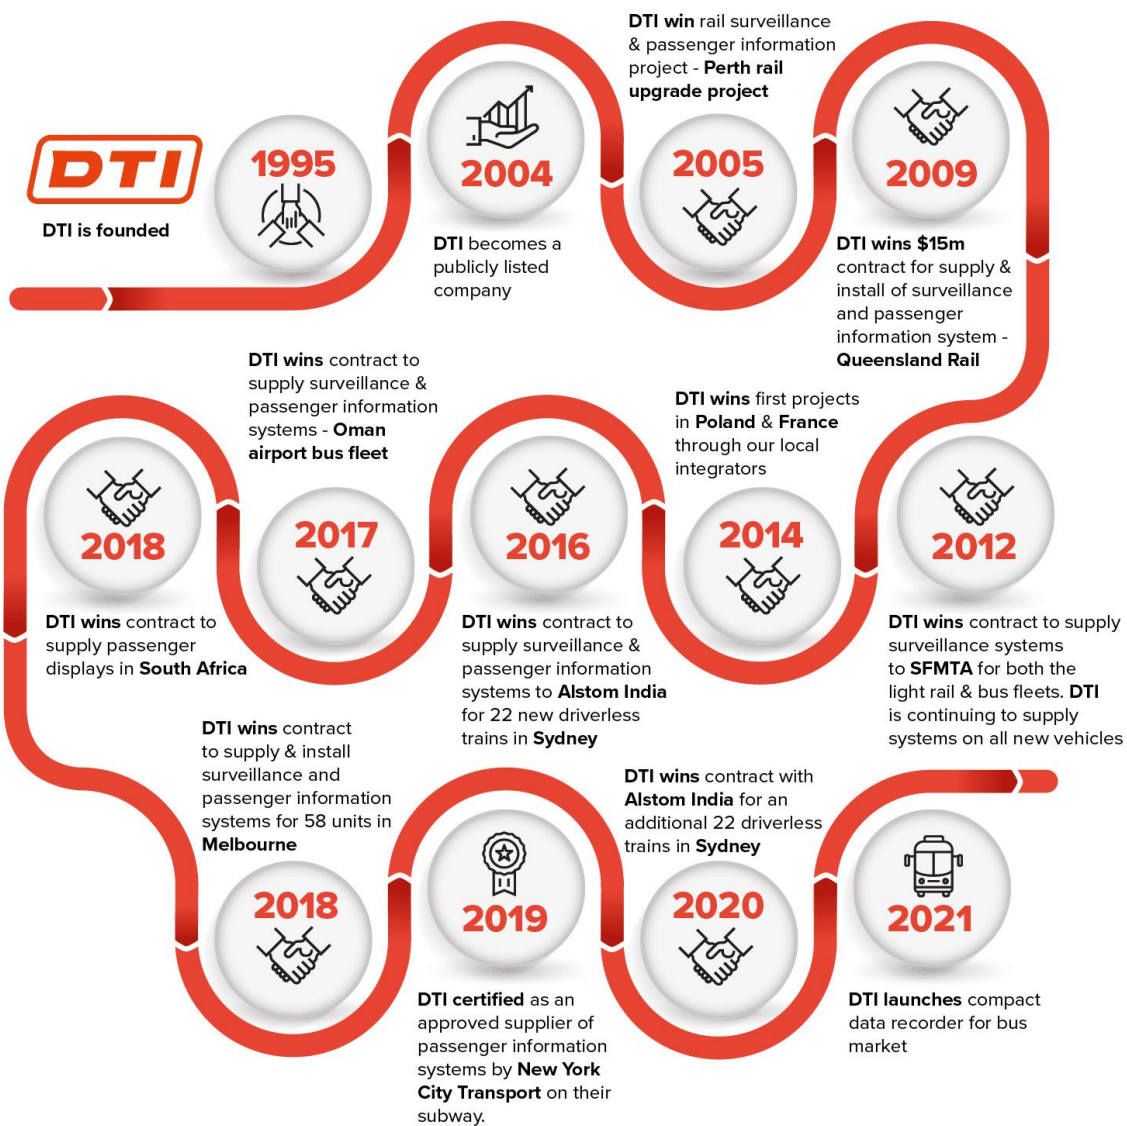 DTI
DTI is founded
1995
2004
DTI becomes a
publicly listed
company
DTI win rail surveillance
& passenger information
project - Perth rail
upgrade project
2005
2009
DTI wins $15m
contract for supply &
install of surveillance
and passenger
information system -
Queensland Rail
2012
DTI wins contract to supply
surveillance systems
to SFMTA for both the
light rail & bus fleets. DTI
is continuing to supply
systems on all new vehicles
DTI wins first projects
in Poland & France
through our local
integrators
2014
2016
DTI wins contract to
supply surveillance &
passenger information
systems to Alstom India
for 22 new driverless
trains in Sydney
DTI wins contract to
supply surveillance &
passenger information
systems - Oman
airport bus fleet
2017
2018
DTI wins contract to
supply passenger
displays in South Africa
DTI wins contract
to supply & install
surveillance and
passenger information
systems for 58 units in
Melbourne
2018
2019
DTI certified as an
approved supplier of
passenger information
systems by New York
City Transport on their
subway.
DTI wins contract with
Alstom India for an
additional 22 driverless
trains in Sydney
2020
2021
DTI launches compact
data recorder for bus
market